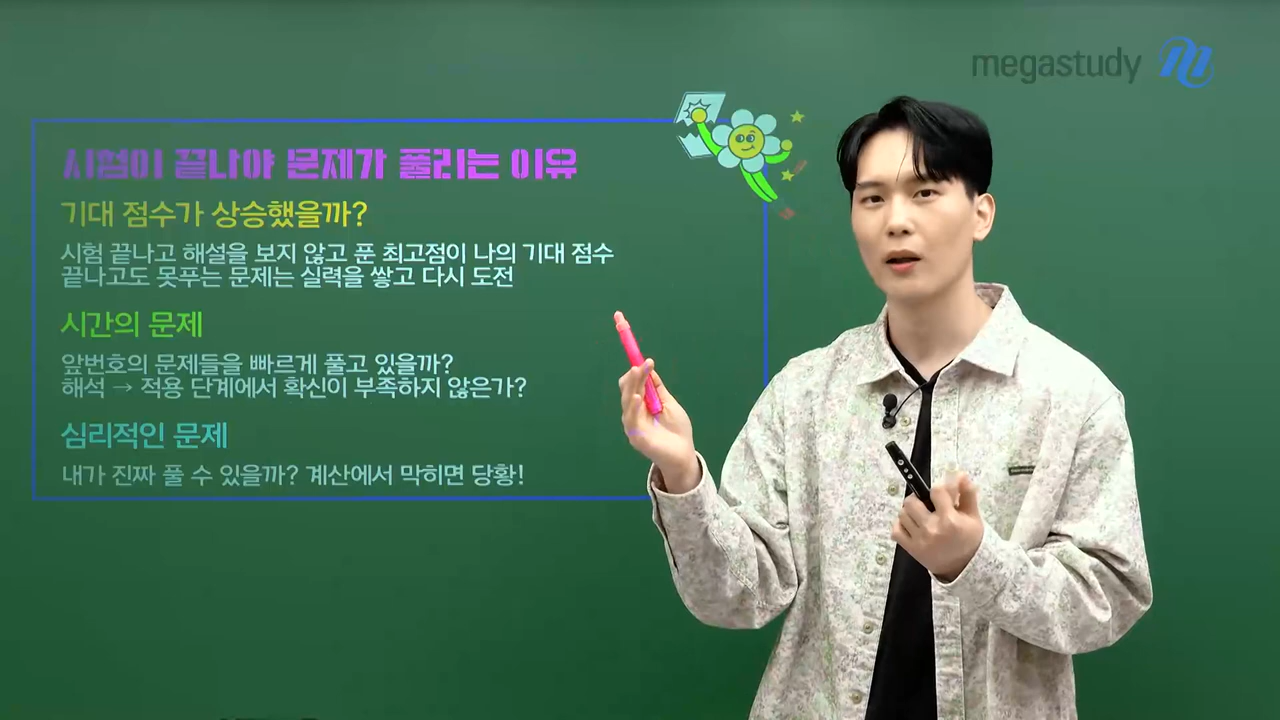 megastudy
시험이 끝나야 문제가 풀리는 이유
기대 점수가 상승했을까?
시험 끝나고 해설을 보지 않고 푼 최고점이 나의 기대 점수
끝나고도 못푸는 문제는 실력을 쌓고 다시 도전
시간의 문제
앞번호의 문제들을 빠르게 풀고 있을까?
해석 → 적용 단계에서 확신이 부족하지 않은가?
심리적인 문제
내가 진짜 풀 수 있을까? 계산에서 막히면 당황!